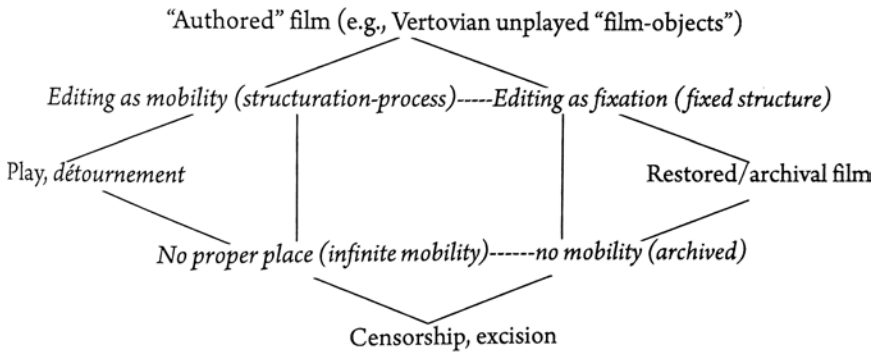 “Authored” film (e.g., Vertovian unplayed “film-objects”)
Editing as mobility (structuration-process)-----Editing as fixation (fixed structure)
Play, détournement Restored/archival film
No proper place (infinite mobility)------no mobility (archived)
Censorship, excision